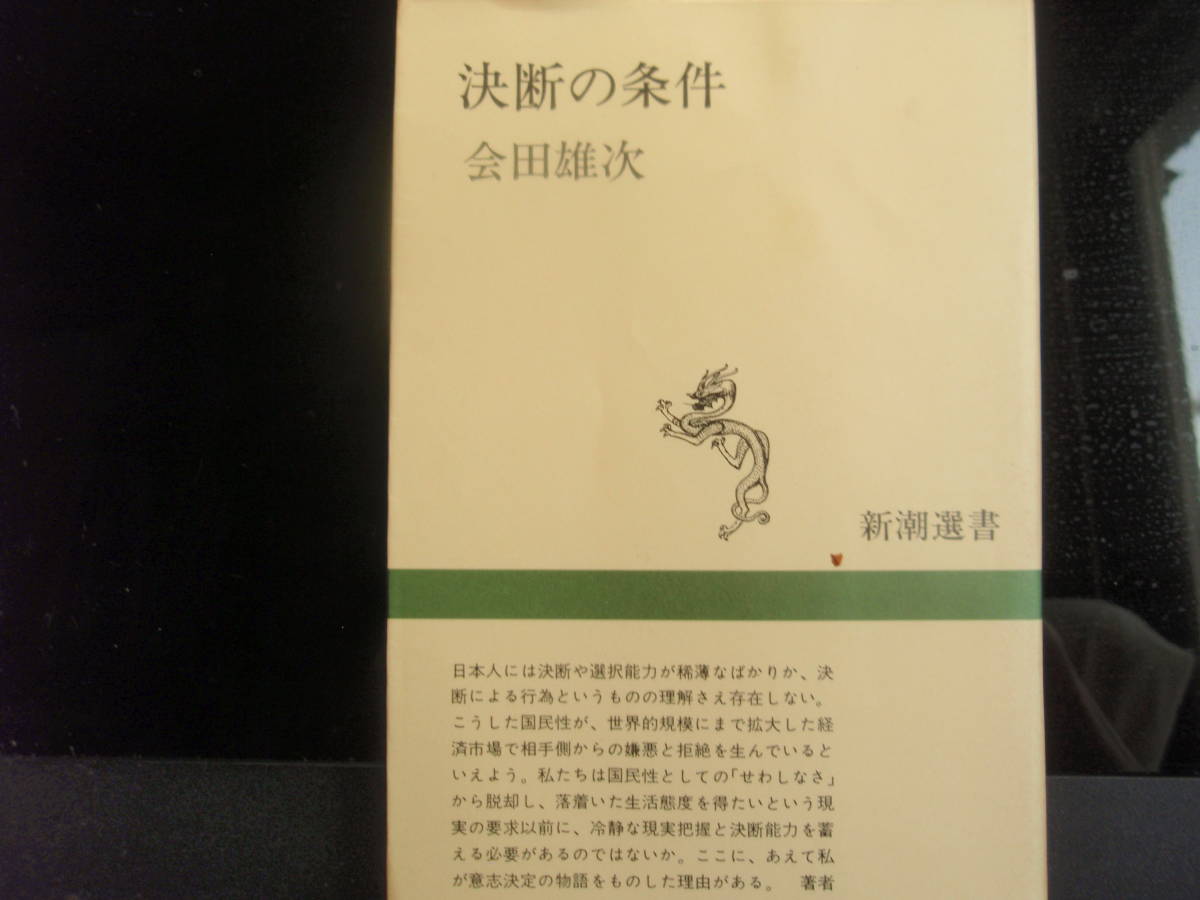 決断の条件
会田雄次
新潮選書
日本人には決断や選択能力が稀薄なばかりか、決
断による行為というものの理解さえ存在しない。
こうした国民性が、世界的規模にまで拡大した経
済市場で相手側からの嫌悪と拒絶を生んでいると
いえよう。私たちは国民性としての「せわしなさ」
から脱却し、落着いた生活態度を得たいという現
実の要求以前に、冷静な現実把握と決断能力を蓄
える必要があるのではないか。ここに、あえて私
が意志決定の物語をものした理由がある。　著者